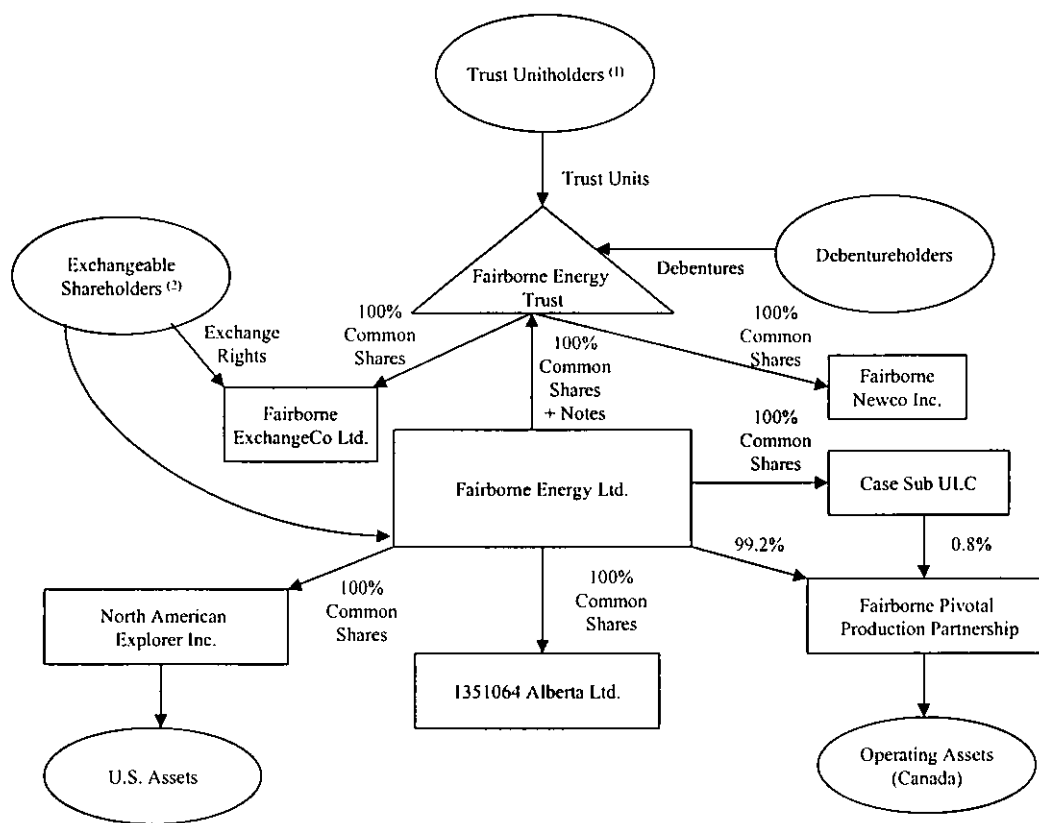 Trust Unitholders (1)
Trust Units
Exchangeable
Shareholders (2)
Debentureholders
Debentures
Fairborne Energy
Trust
Exchange
Rights
100%
Common
Shares
100%
Common
Shares
+ Notes
100%
Common
Shares
Fairborne
ExchangeCo Ltd.
Fairborne
Newco Inc.
100%
Common
Shares
Fairborne Energy Ltd.
Case Sub ULC
99.2%
0.8%
100%
Common
Shares
100%
Common
Shares
North American
Explorer Inc.
Fairborne Pivotal
Production Partnership
1351064 Alberta Ltd.
U.S. Assets
Operating Assets
(Canada)